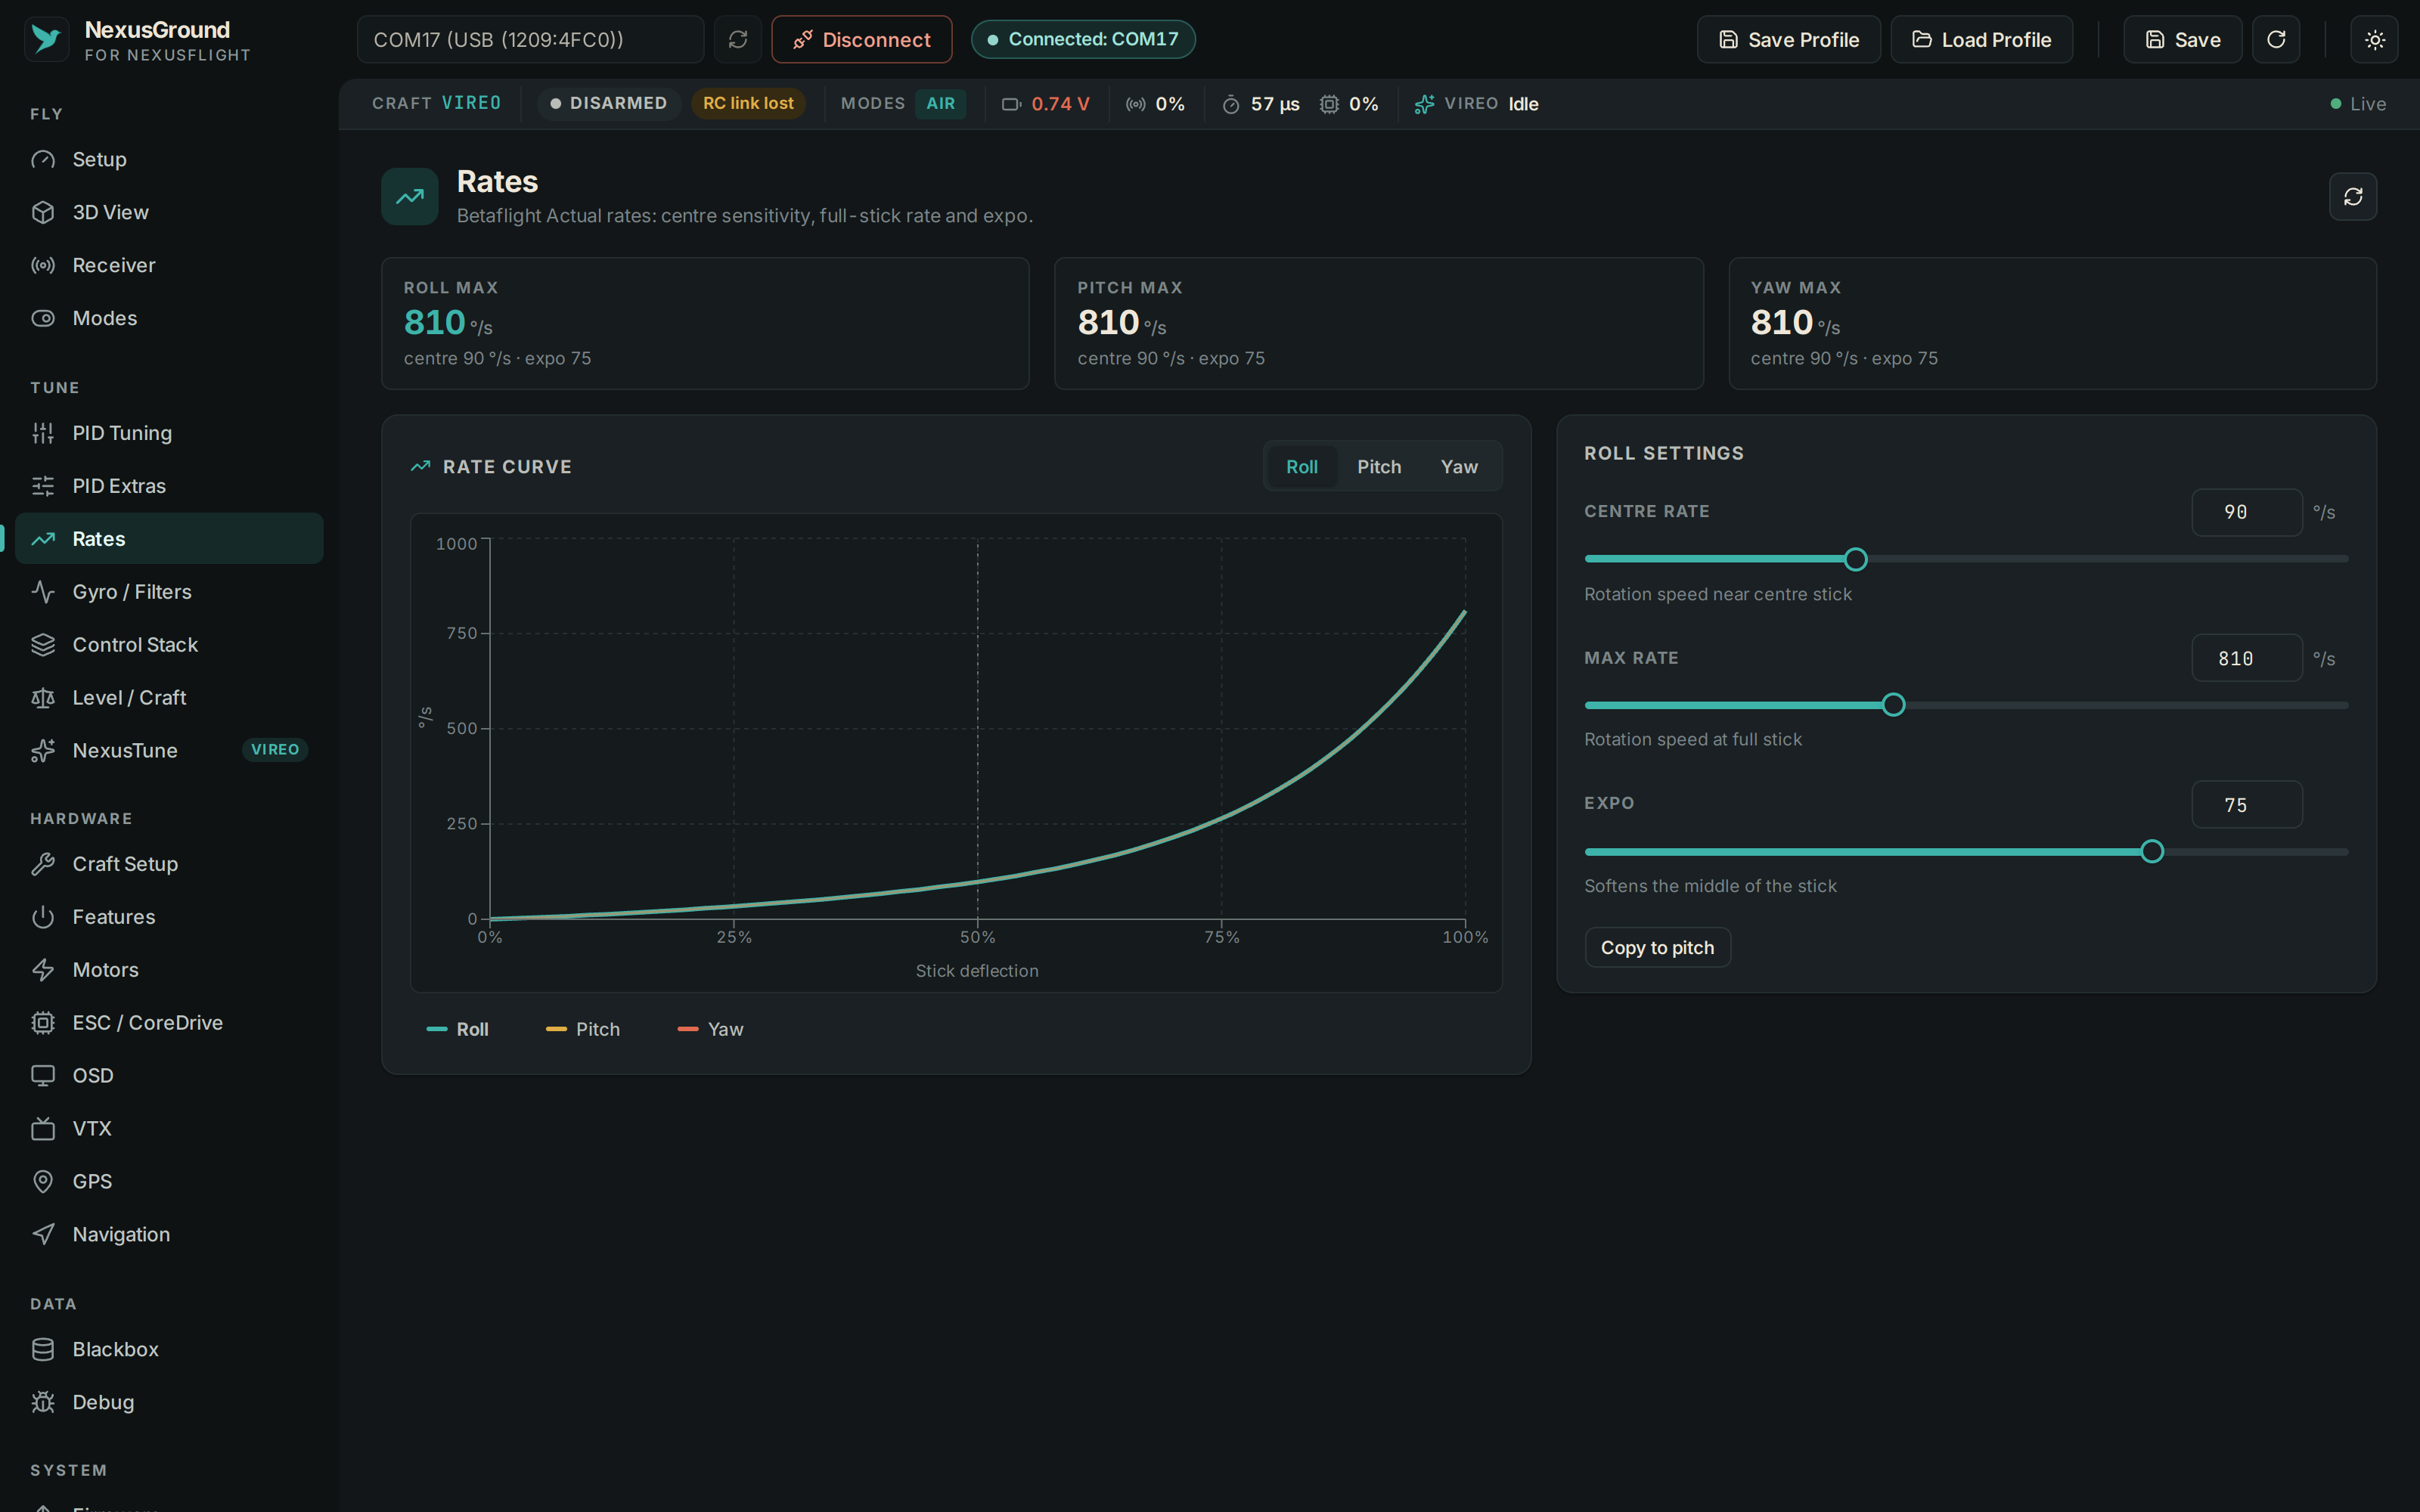 NexusGround
FOR NEXUSFLIGHT
COM17 (USB (1209:4FC0))
Disconnect
Connected: COM17
Save Profile
Load Profile
Save
CRAFT VIREO
DISARMED
RC link lost
MODES AIR
0.74 V
0%
57 µs
0%
VIREO Idle
Live
FLY
Setup
3D View
Receiver
Modes
TUNE
PID Tuning
PID Extras
Rates
Gyro / Filters
Control Stack
Level / Craft
NexusTune VIREO
HARDWARE
Craft Setup
Features
Motors
ESC / CoreDrive
OSD
VTX
GPS
Navigation
DATA
Blackbox
Debug
SYSTEM
Rates
Betaflight Actual rates: centre sensitivity, full-stick rate and expo.
ROLL MAX
810 °/s
centre 90 °/s · expo 75
PITCH MAX
810 °/s
centre 90 °/s · expo 75
YAW MAX
810 °/s
centre 90 °/s · expo 75
RATE CURVE
Roll Pitch Yaw
1000
750
500
250
0
°/s
0% 25% 50% 75% 100%
Stick deflection
Roll Pitch Yaw
ROLL SETTINGS
CENTRE RATE 90 °/s
Rotation speed near centre stick
MAX RATE 810 °/s
Rotation speed at full stick
EXPO 75
Softens the middle of the stick
Copy to pitch